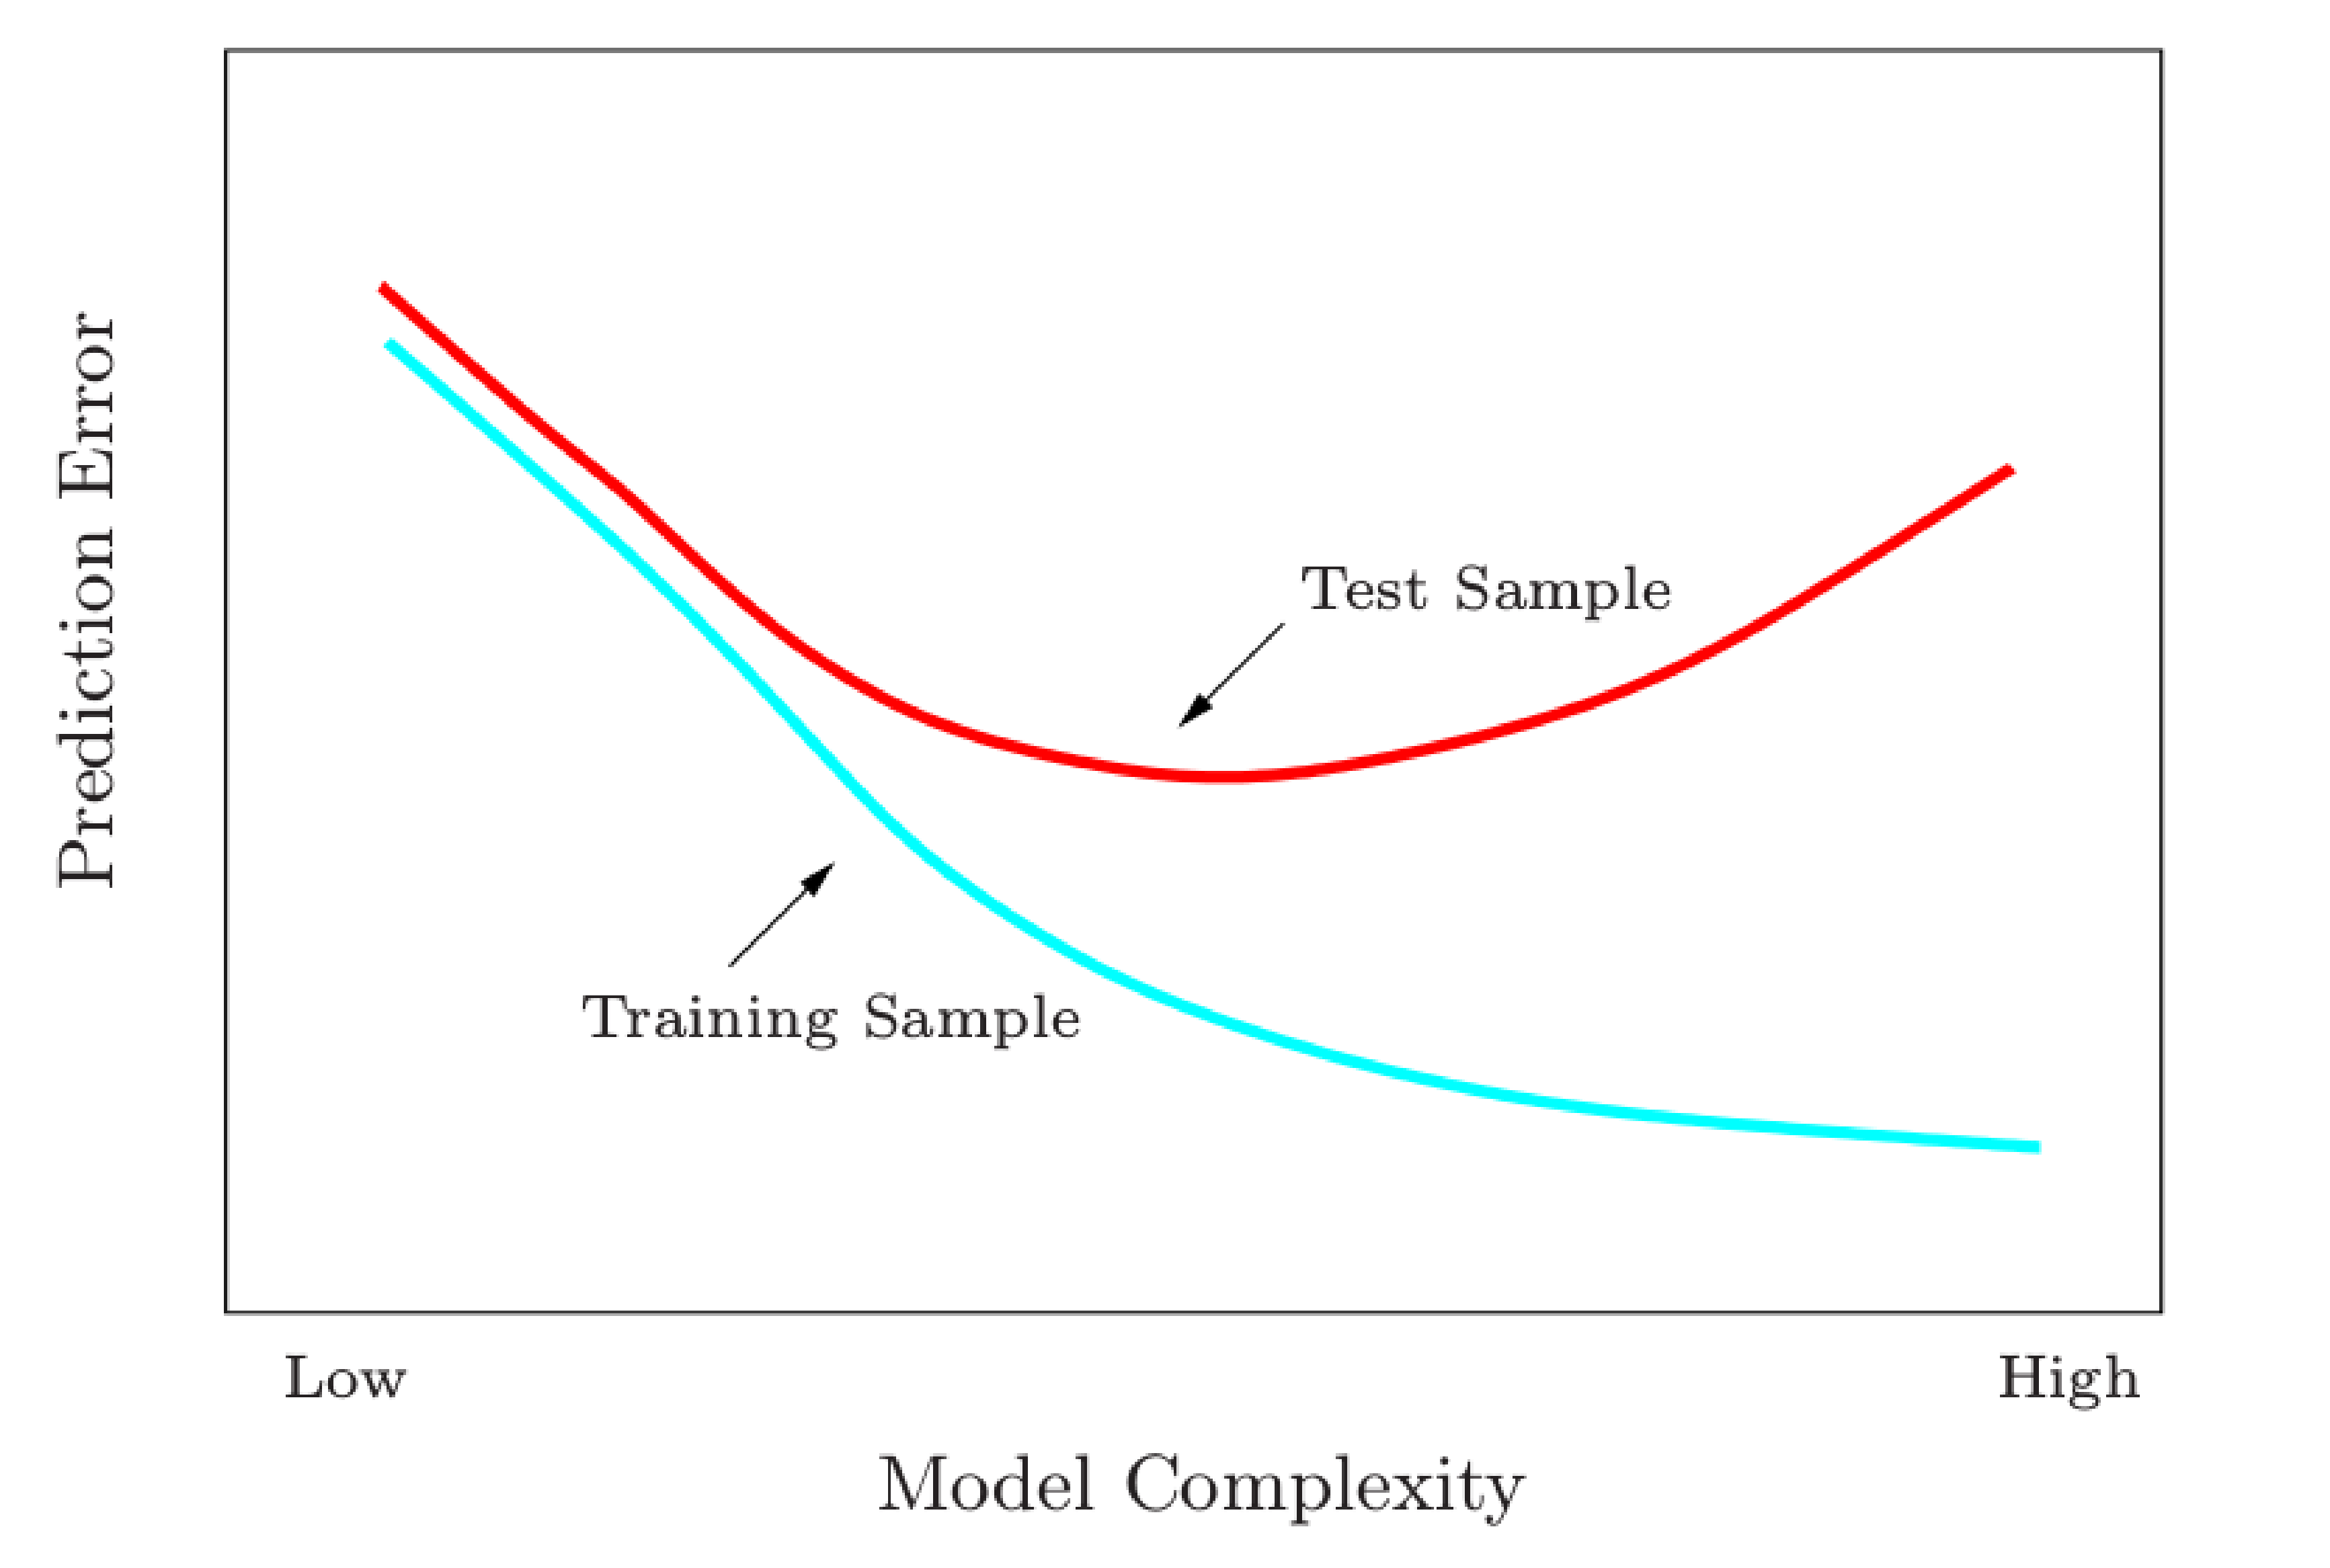 Prediction Error
Test Sample
Training Sample
Low
High
Model Complexity